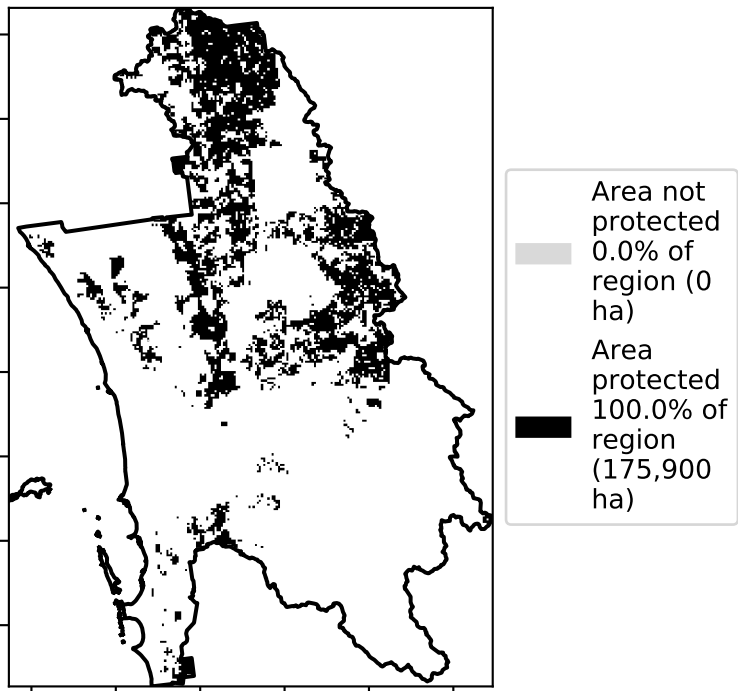 Area not
protected
0.0% of
region (0
ha)
Area
protected
100.0% of
region
(175,900
ha)